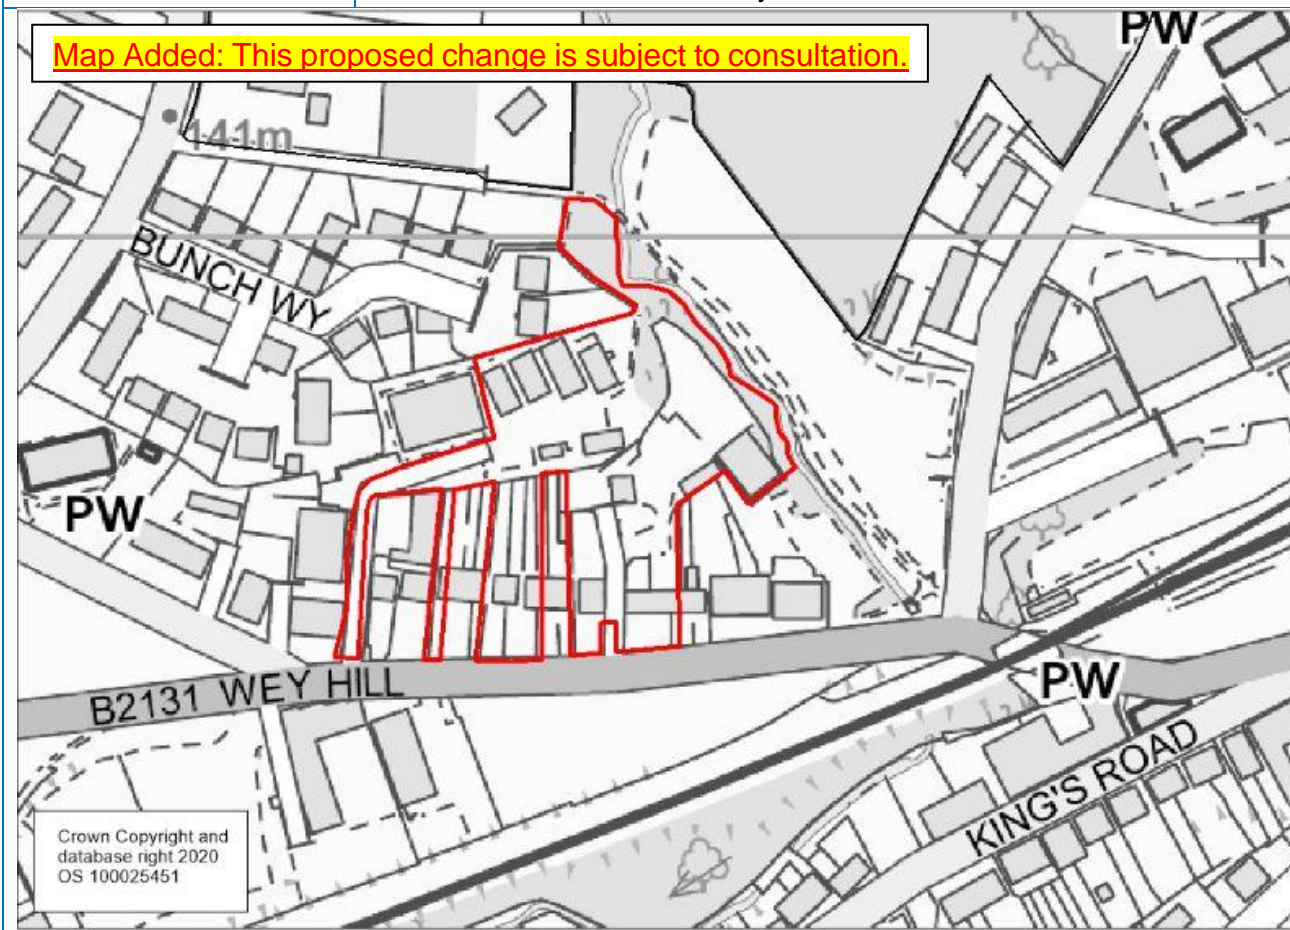 Map Added: This proposed change is subject to consultation.
PW
141m
BUNCH WY
PW
PW
B2131 WEY HILL
KING'S ROAD
Crown Copyright and
database right 2020
OS 100025451